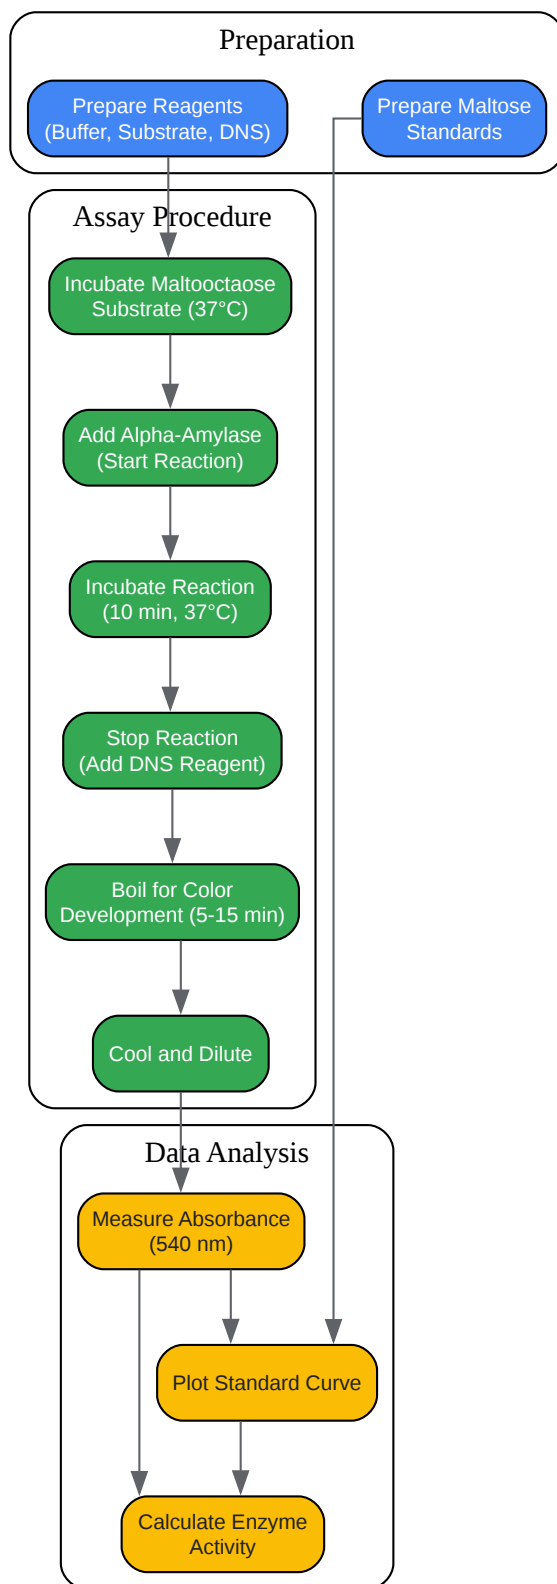 Preparation
Prepare Reagents
(Buffer, Substrate, DNS)
Prepare Maltose
Standards
Assay Procedure
Incubate Maltooctaose
Substrate (37°C)
Add Alpha-Amylase
(Start Reaction)
Incubate Reaction
(10 min, 37°C)
Stop Reaction
(Add DNS Reagent)
Boil for Color
Development (5-15 min)
Cool and Dilute
Data Analysis
Measure Absorbance
(540 nm)
Plot Standard Curve
Calculate Enzyme
Activity